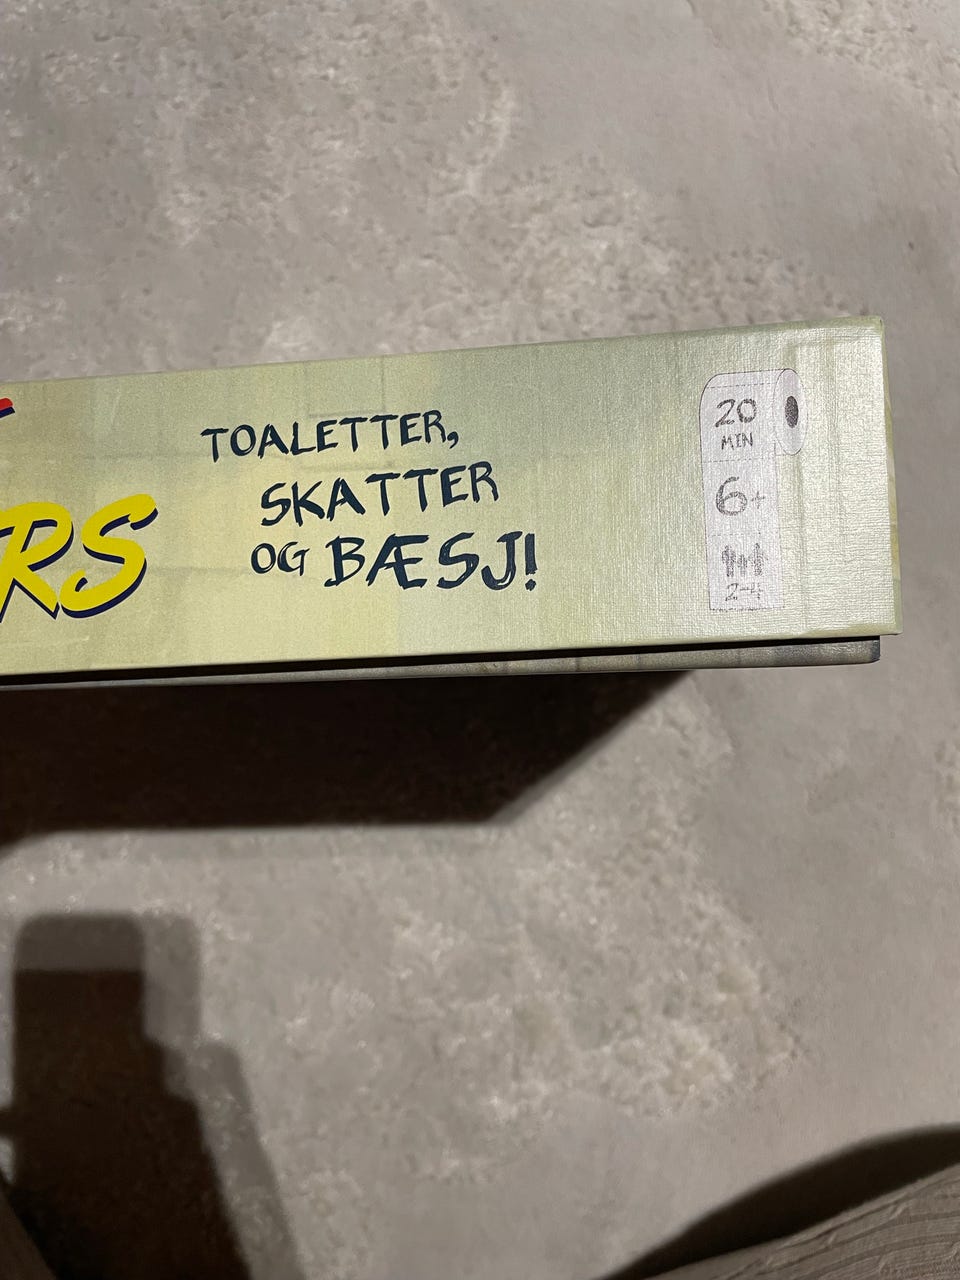 RS
TOALETTER,
SKATTER
OG BÆSJ!
20
MIN
6+
2-4